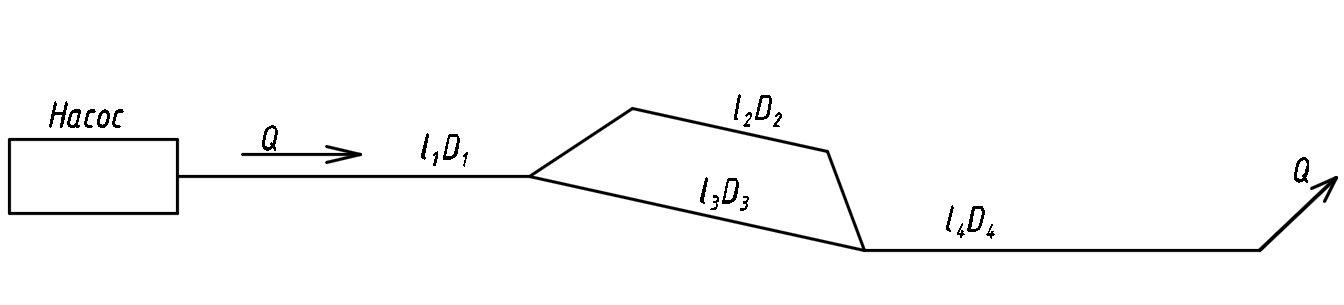 Насос
Q
l₁D₁
l₂D₂
l₃D₃
l₄D₄
Q